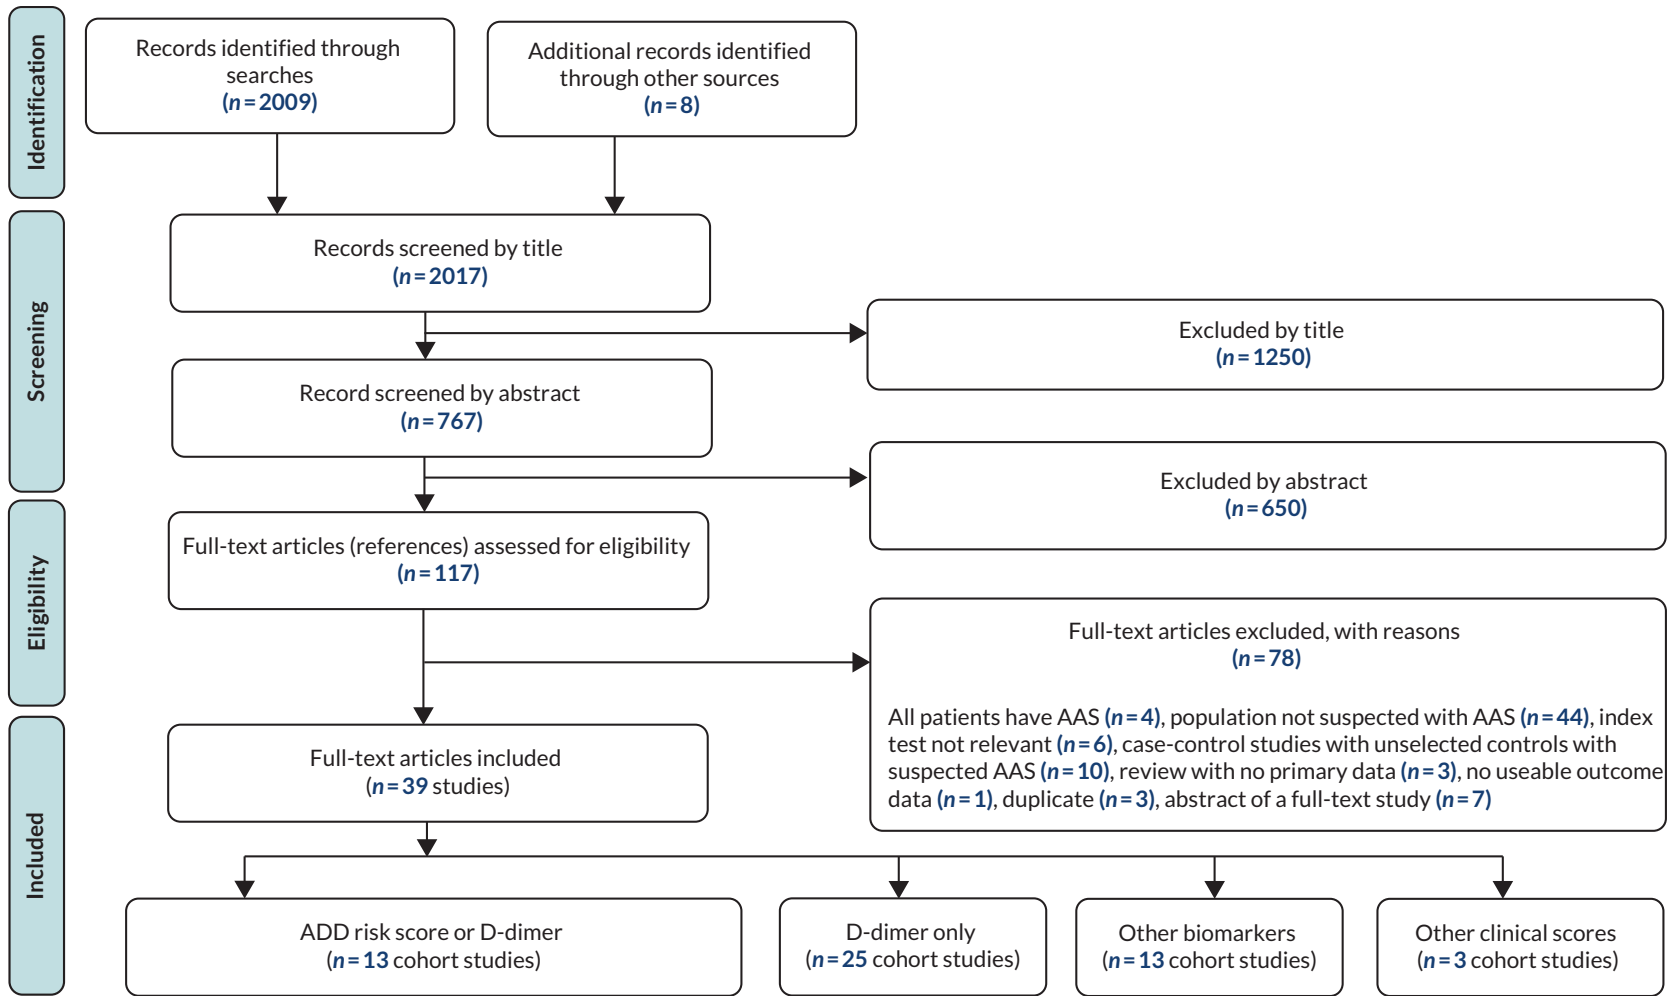 Identification
Records identified through
searches
(n=2009)
Additional records identified
through other sources
(n=8)
Screening
Records screened by title
(n=2017)
Excluded by title
(n=1250)
Record screened by abstract
(n=767)
Excluded by abstract
(n=650)
Eligibility
Full-text articles (references) assessed for eligibility
(n=117)
Full-text articles excluded, with reasons
(n=78)
All patients have AAS (n=4), population not suspected with AAS (n=44), index
test not relevant (n=6), case-control studies with unselected controls with
suspected AAS (n=10), review with no primary data (n=3), no useable outcome
data (n=1), duplicate (n=3), abstract of a full-text study (n=7)
Included
Full-text articles included
(n=39 studies)
ADD risk score or D-dimer
(n=13 cohort studies)
D-dimer only
(n=25 cohort studies)
Other biomarkers
(n=13 cohort studies)
Other clinical scores
(n=3 cohort studies)